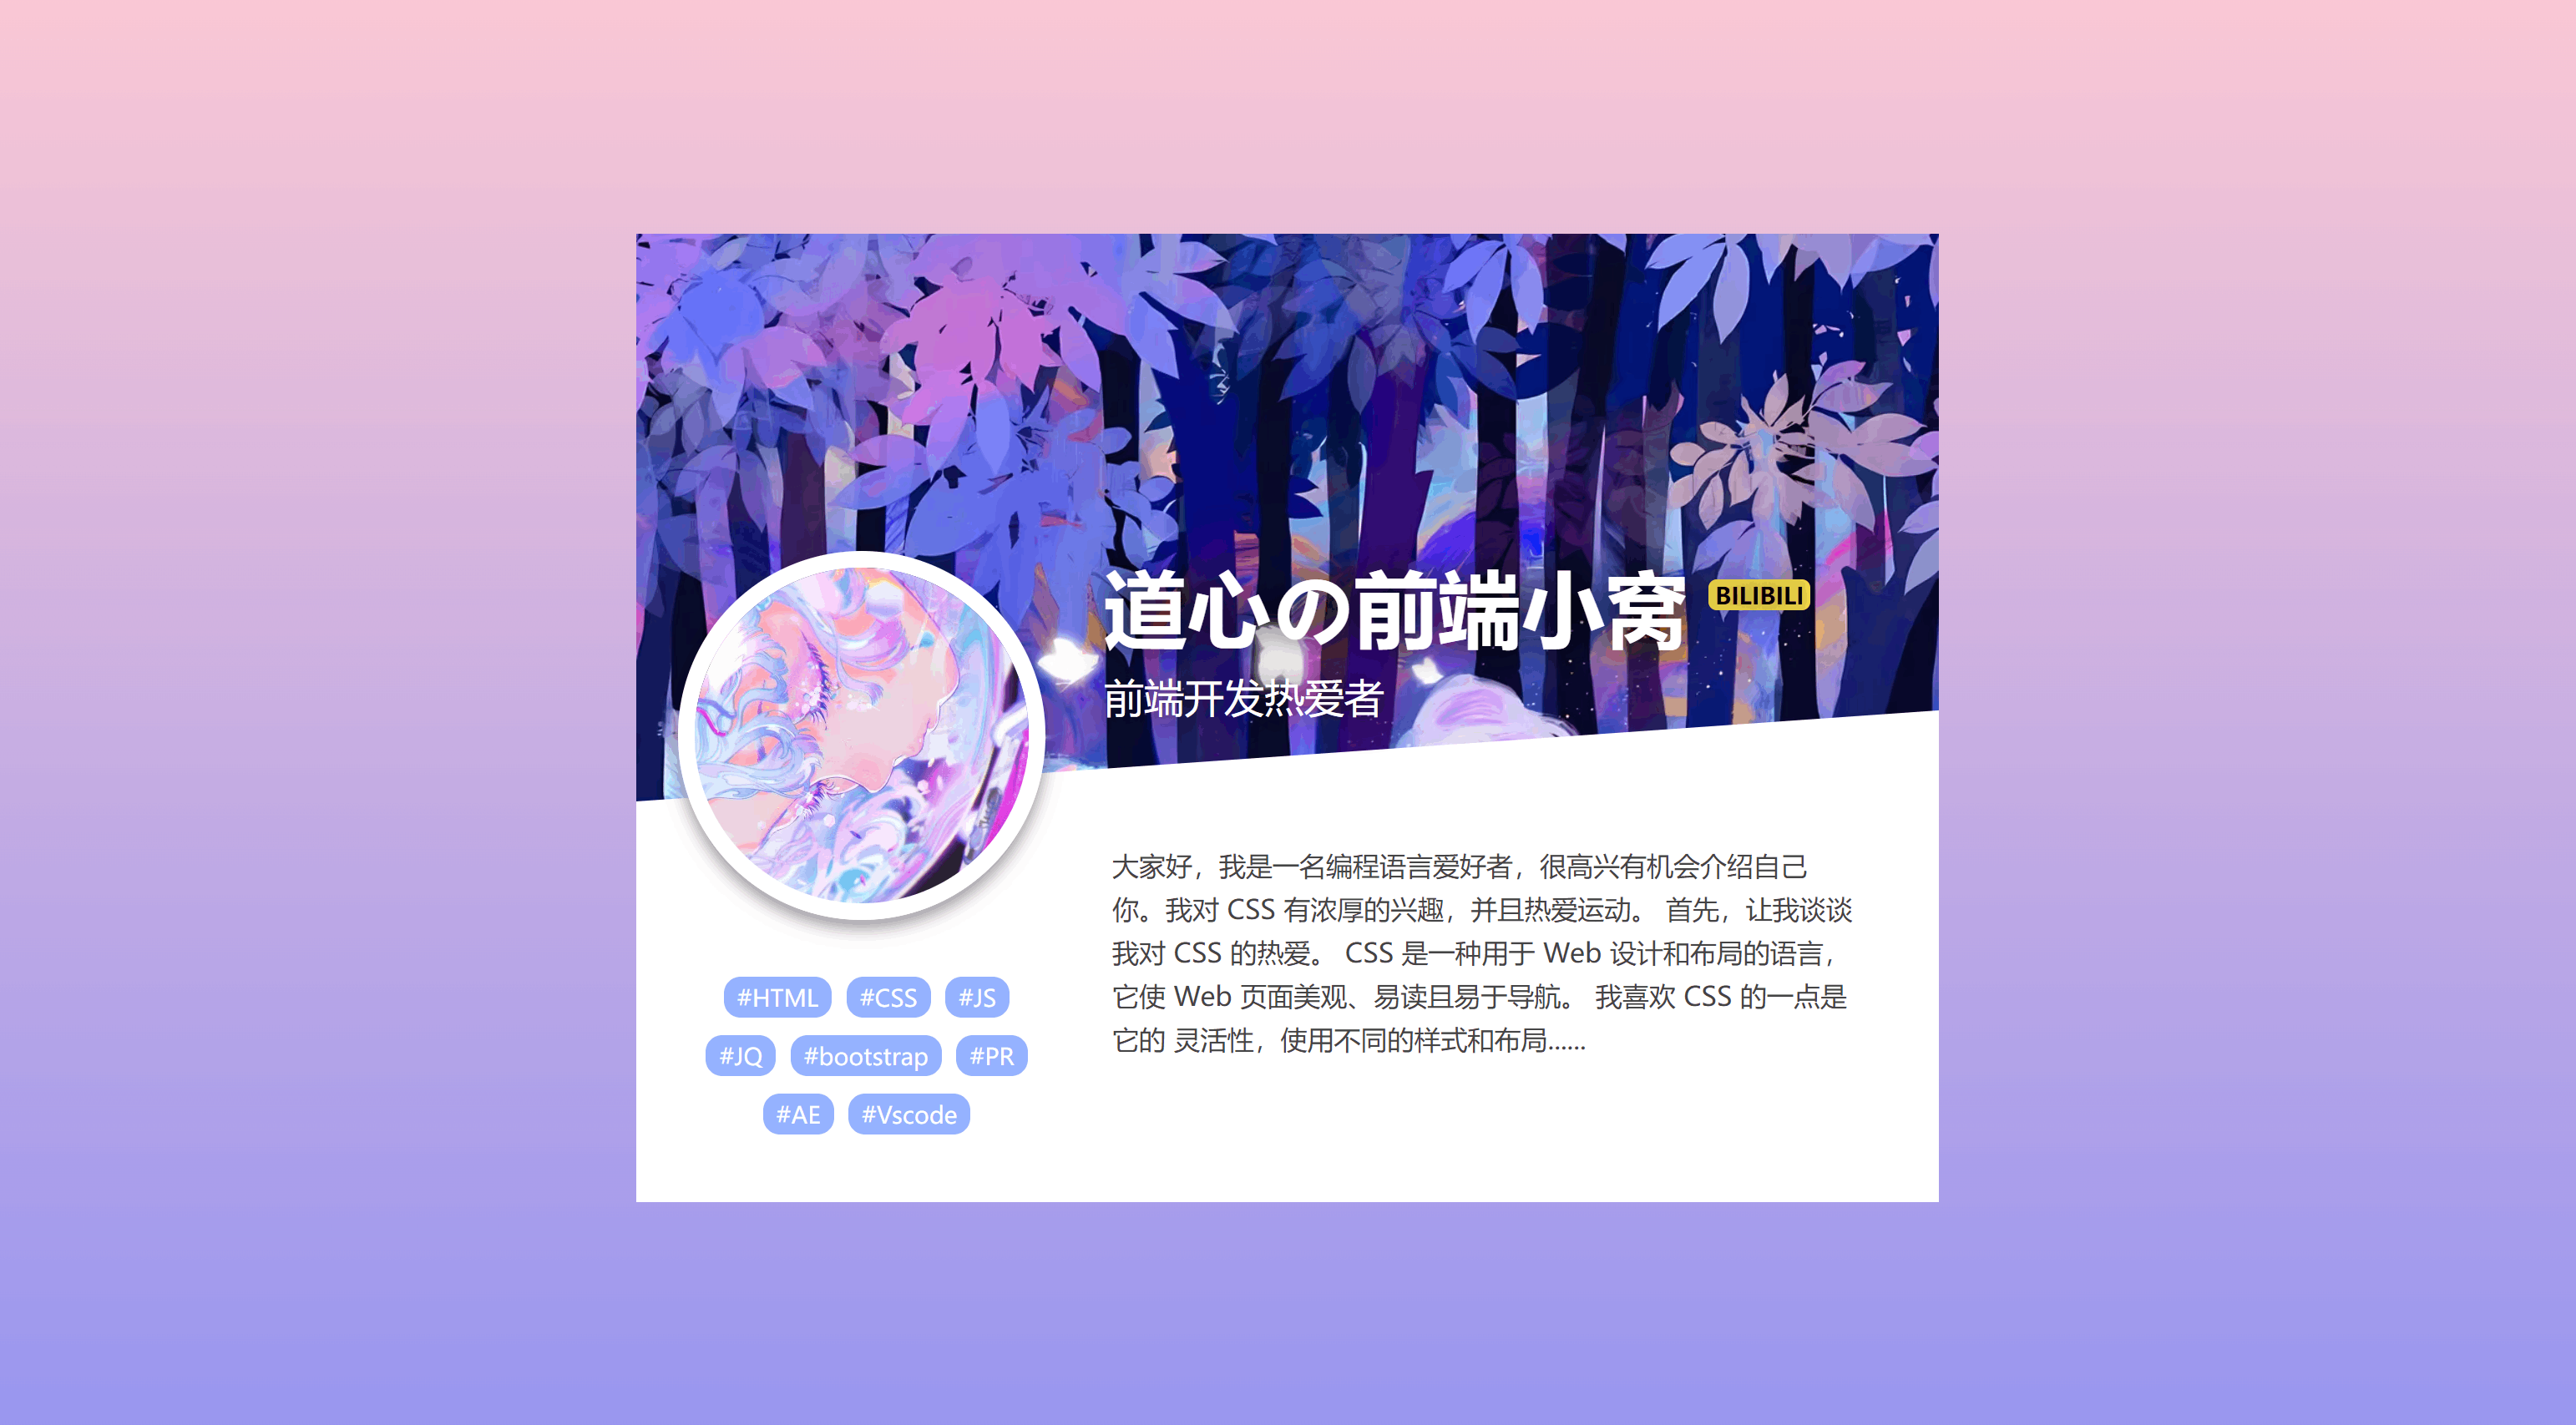 道心の前端小窝 BILIBILI
前端开发热爱者
大家好，我是一名编程语言爱好者，很高兴有机会介绍自己
你。我对 CSS 有浓厚的兴趣，并且热爱运动。 首先，让我谈谈
我对 CSS 的热爱。 CSS 是一种用于 Web 设计和布局的语言，
它使 Web 页面美观、易读且易于导航。 我喜欢 CSS 的一点是
它的 灵活性，使用不同的样式和布局......
#HTML #CSS #JS
#JQ #bootstrap #PR
#AE #Vscode